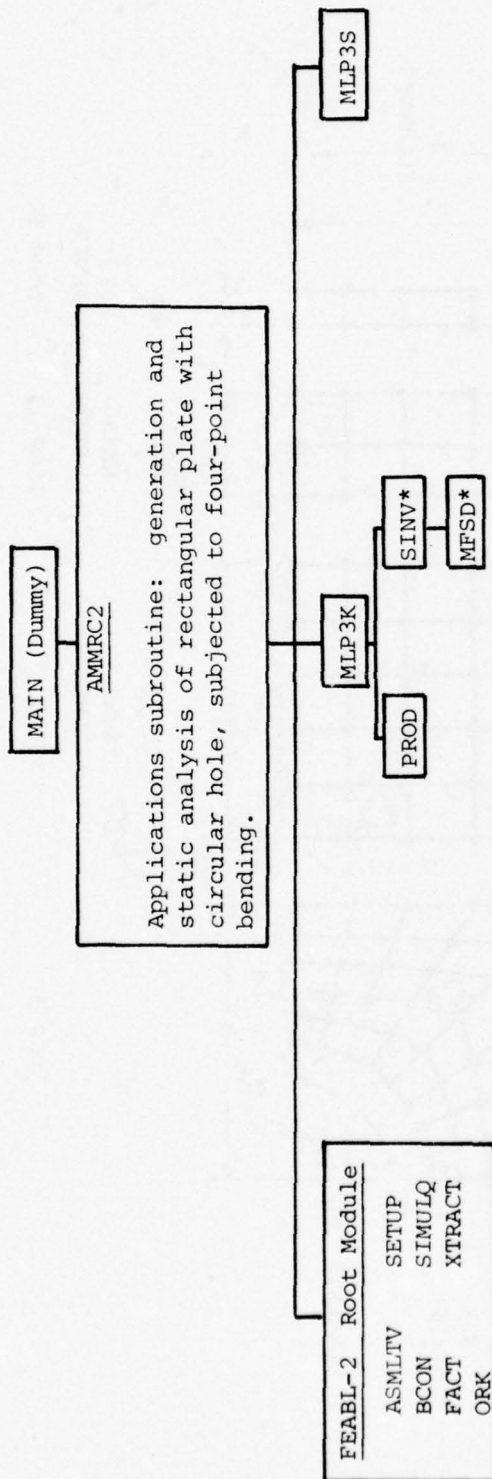 MAIN (Dummy)
AMMRC2
Applications subroutine: generation and
static analysis of rectangular plate with
circular hole, subjected to four-point
bending.
FEABL-2 Root Module
ASMLTV SETUP
BCON SIMULQ
FACT XTRACT
ORK
MLP3K
MLP3S
PROD
SINV*
MFSD*